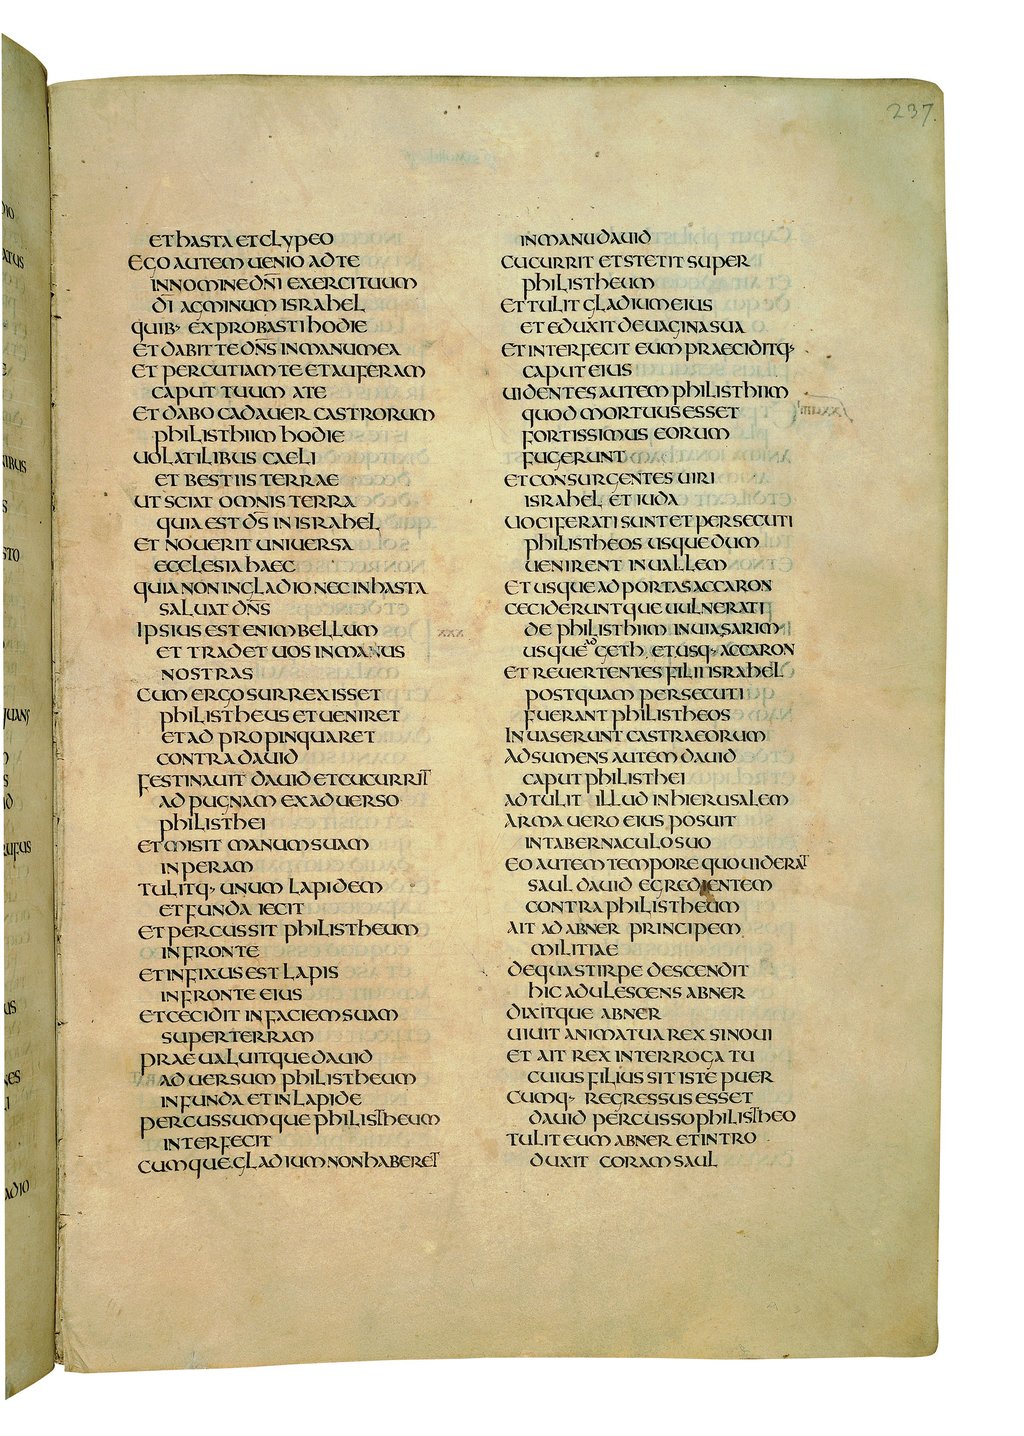 237.
ET hASTA ET CLYPEO
EGO AUTEM UENIO AD TE
IN NOMINE DNI EXERCITUUM
DI AGMINUM ISRAhEL
QUIB· EXPROBASTI hODIE
ET DABIT TE DNS IN MANU MEA
ET PERCUTIAM TE ET AUFERAM
CAPUT TUUM A TE
ET DABO CADAUER CASTRORUM
PhILISThIIM hODIE
UOLATILIBUS CAELI
ET BESTIIS TERRAE
UT SCIAT OMNIS TERRA
QUIA EST DS IN ISRAhEL
ET NOUERIT UNIUERSA
ECCLESIA hAEC
QUIA NON IN GLADIO NEC IN hASTA
SALUAT DNS
IPSIUS EST ENIM BELLUM
ET TRADET UOS IN MANUS
NOSTRAS
CUM ERGO SURREXISSET
PhILISThEUS ET UENIRET
ET ADPROPINQUARET
CONTRA DAUID
FESTINAUIT DAUID ET CUCURRIT
AD PUGNAM EX ADUERSO
PhILISThEI
ET MISIT MANUM SUAM
IN PERAM
TULITQ· UNUM LAPIDEM
ET FUNDA IECIT
ET PERCUSSIT PhILISThEUM
IN FRONTE
ET INFIXUS EST LAPIS
IN FRONTE EIUS
ET CECIDIT IN FACIEM SUAM
SUPER TERRAM
PRAEUALUITQUE DAUID
ADUERSUM PhILISThEUM
IN FUNDA ET IN LAPIDE
PERCUSSUMQUE PhILISThEUM
INTERFECIT
CUMQUE GLADIUM NON hABERET
IN MANU DAUID
CUCURRIT ET STETIT SUPER
PhILISThEUM
ET TULIT GLADIUM EIUS
ET EDUXIT DE UAGINA SUA
ET INTERFECIT EUM PRAECIDITQ·
CAPUT EIUS
UIDENTES AUTEM PhILISThIIM
QUOD MORTUUS ESSET
FORTISSIMUS EORUM
FUGERUNT
ET CONSURGENTES UIRI
ISRAhEL ET IUDA
UOCIFERATI SUNT ET PERSECUTI
PhILISThEOS USQUE DUM
UENIRENT IN UALLEM
ET USQUE AD PORTAS ACCARON
CECIDERUNTQUE UULNERATI
DE PhILISThIIM IN UIA SARIM
USQUE AD GETh ET USQ· ACCARON
ET REUERTENTES FILII ISRAhEL
POSTQUAM PERSECUTI
FUERANT PhILISThEOS
INUASERUNT CASTRA EORUM
ADSUMENS AUTEM DAUID
CAPUT PhILISThEI
ADTULIT ILLUD IN hIERUSALEM
ARMA UERO EIUS POSUIT
IN TABERNACULO SUO
EO AUTEM TEMPORE QUO UIDERAT
SAUL DAUID EGREDIENTEM
CONTRA PhILISThEUM
AIT AD ABNER PRINCIPEM
MILITIAE
DE QUA STIRPE DESCENDIT
hIC ADULESCENS ABNER
DIXITQUE ABNER
UIUIT ANIMA TUA REX SI NOUI
ET AIT REX INTERROGA TU
CUIUS FILIUS SIT ISTE PUER
CUMQ· REGRESSUS ESSET
DAUID PERCUSSO PhILISThEO
TULIT EUM ABNER ET INTRO
DUXIT CORAM SAUL